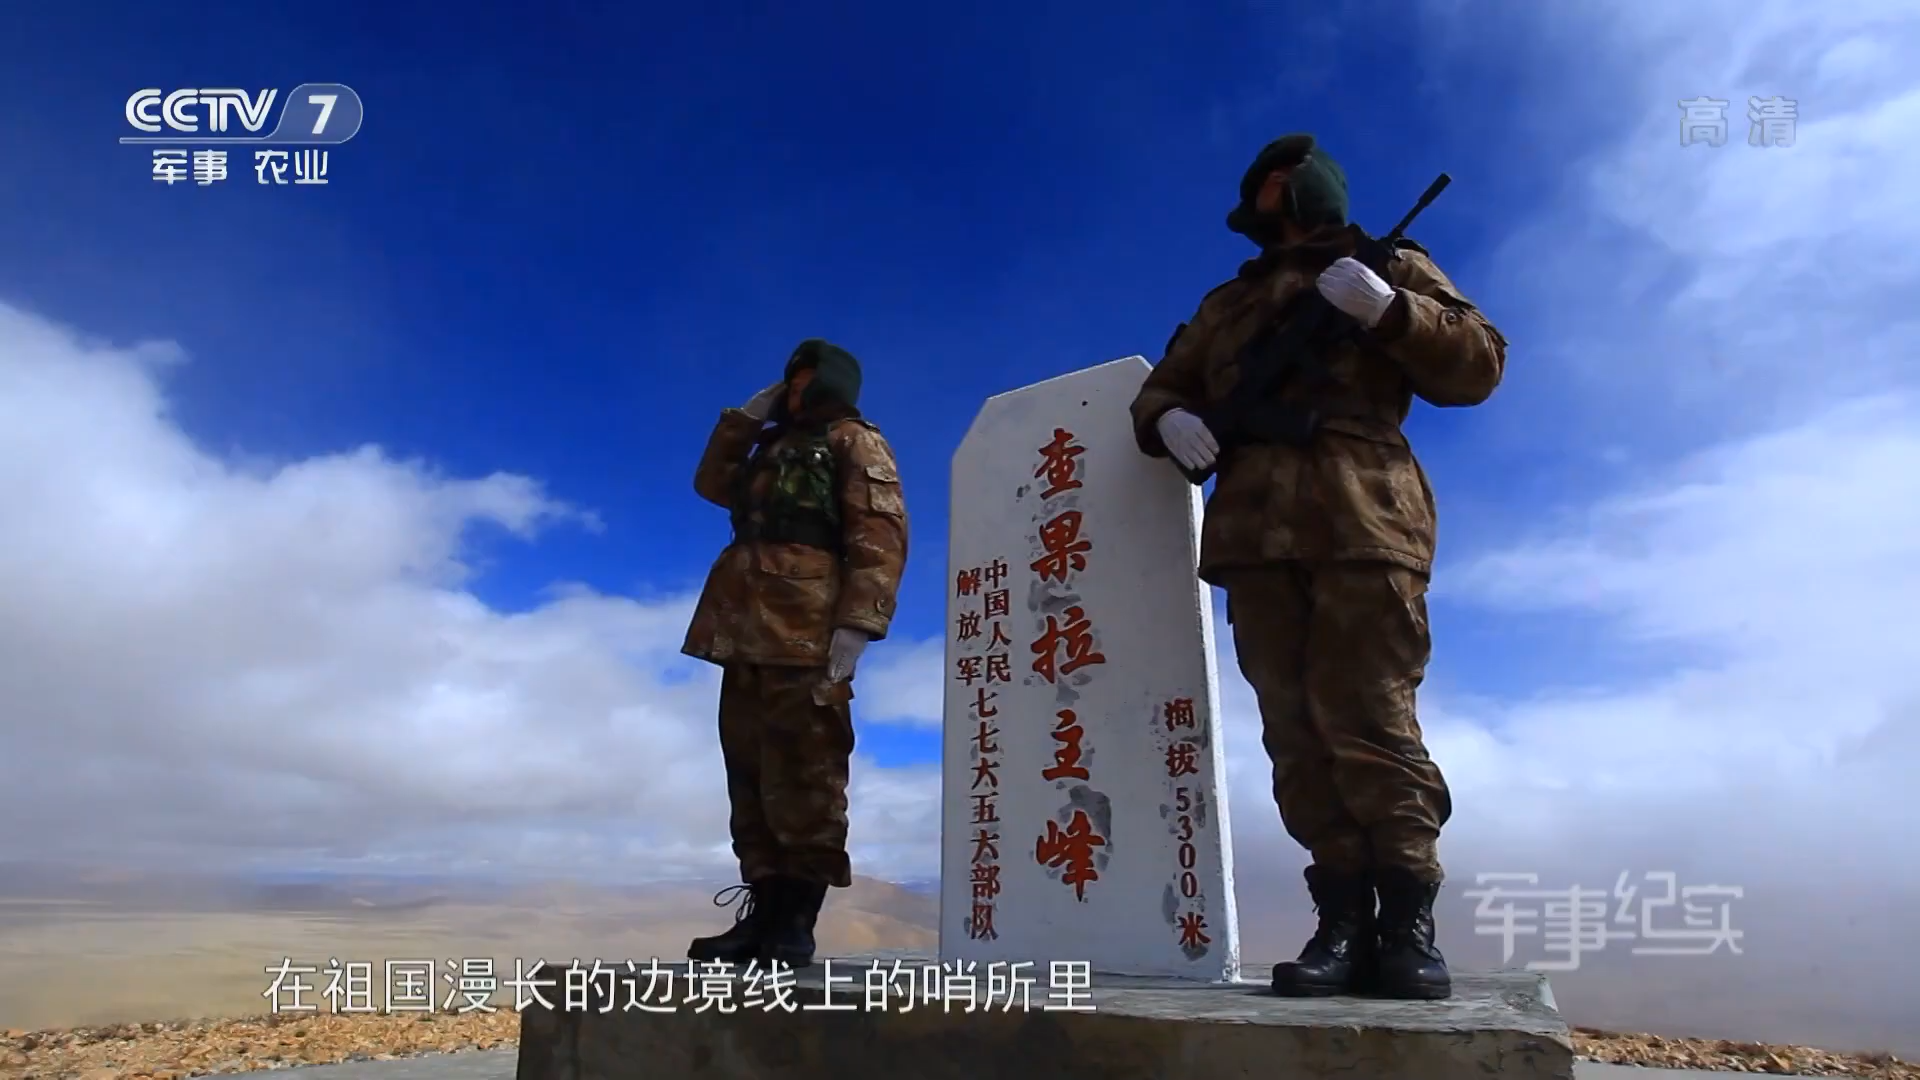 CCTV 7
军事 农业
高清
查果拉主峰
中国人民
解放军
七七六五六部队
海拔5300米
军事纪实
在祖国漫长的边境线上的哨所里